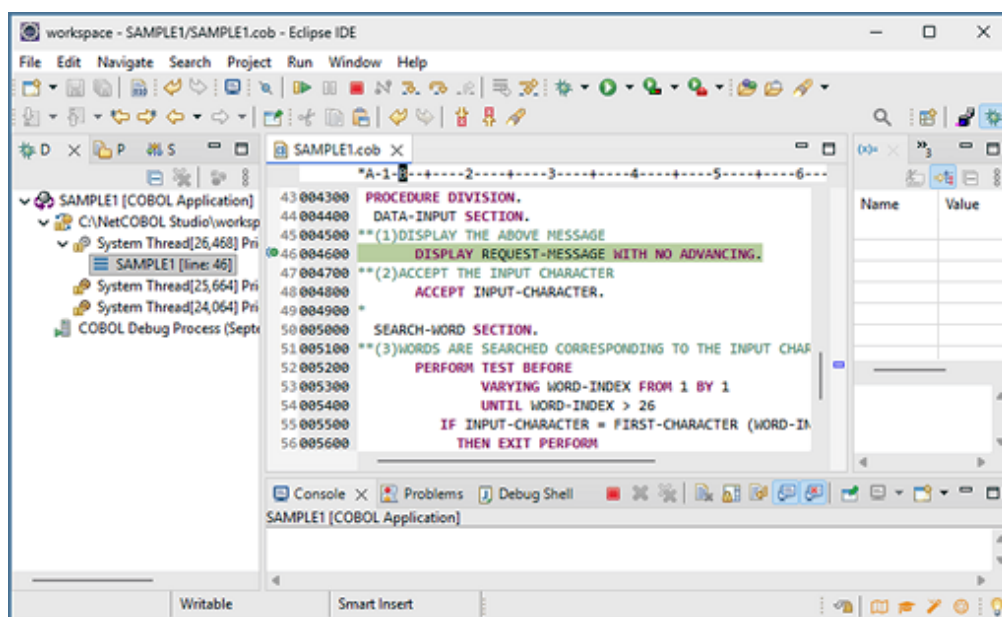 workspace - SAMPLE1/SAMPLE1.cob - Eclipse IDE
File Edit Navigate Search Project Run Window Help
D P S
SAMPLE1.cob
3
*A-1-B--+----2----+----3----+----4----+----5----+----6---
Name Value
SAMPLE1 [COBOL Application]
C:\NetCOBOL Studio\worksp
System Thread[26,468] Pri
SAMPLE1 [line: 46]
System Thread[25,664] Pri
System Thread[24,064] Pri
COBOL Debug Process (Septe
43 004300 PROCEDURE DIVISION.
44 004400 DATA-INPUT SECTION.
45 004500 **(1)DISPLAY THE ABOVE MESSAGE
46 004600 DISPLAY REQUEST-MESSAGE WITH NO ADVANCING.
47 004700 **(2)ACCEPT THE INPUT CHARACTER
48 004800 ACCEPT INPUT-CHARACTER.
49 004900 *
50 005000 SEARCH-WORD SECTION.
51 005100 **(3)WORDS ARE SEARCHED CORRESPONDING TO THE INPUT CHAR
52 005200 PERFORM TEST BEFORE
53 005300 VARYING WORD-INDEX FROM 1 BY 1
54 005400 UNTIL WORD-INDEX > 26
55 005500 IF INPUT-CHARACTER = FIRST-CHARACTER (WORD-IN
56 005600 THEN EXIT PERFORM
Console Problems Debug Shell
SAMPLE1 [COBOL Application]
Writable Smart Insert